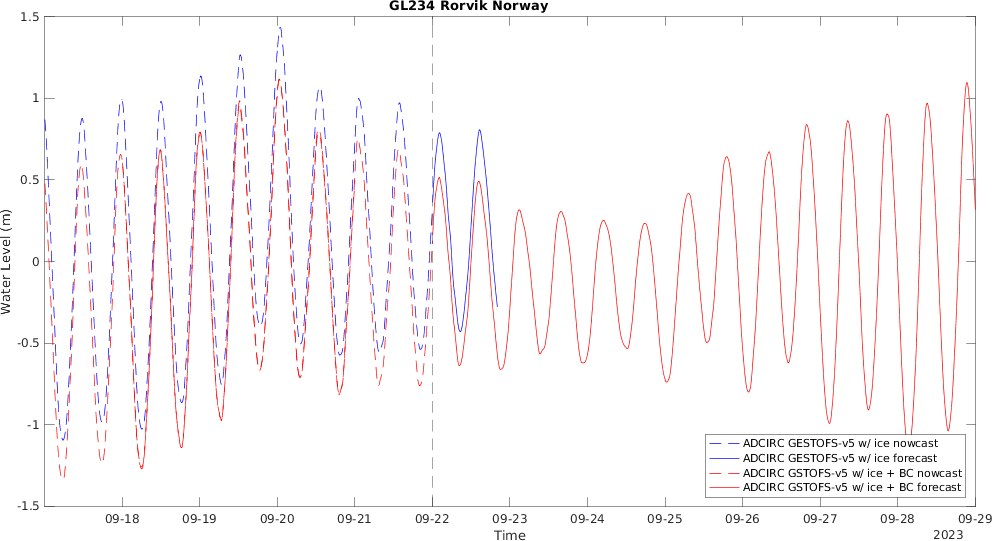 GL234 Rorvik Norway
1.5
1
0.5
0
-0.5
-1
-1.5
Water Level (m)
ADCIRC GESTOFS-v5 w/ ice nowcast
ADCIRC GESTOFS-v5 w/ ice forecast
ADCIRC GSTOFS-v5 w/ ice + BC nowcast
ADCIRC GSTOFS-v5 w/ ice + BC forecast
09-18 09-19 09-20 09-21 09-22 09-23 09-24 09-25 09-26 09-27 09-28 09-29
Time
2023